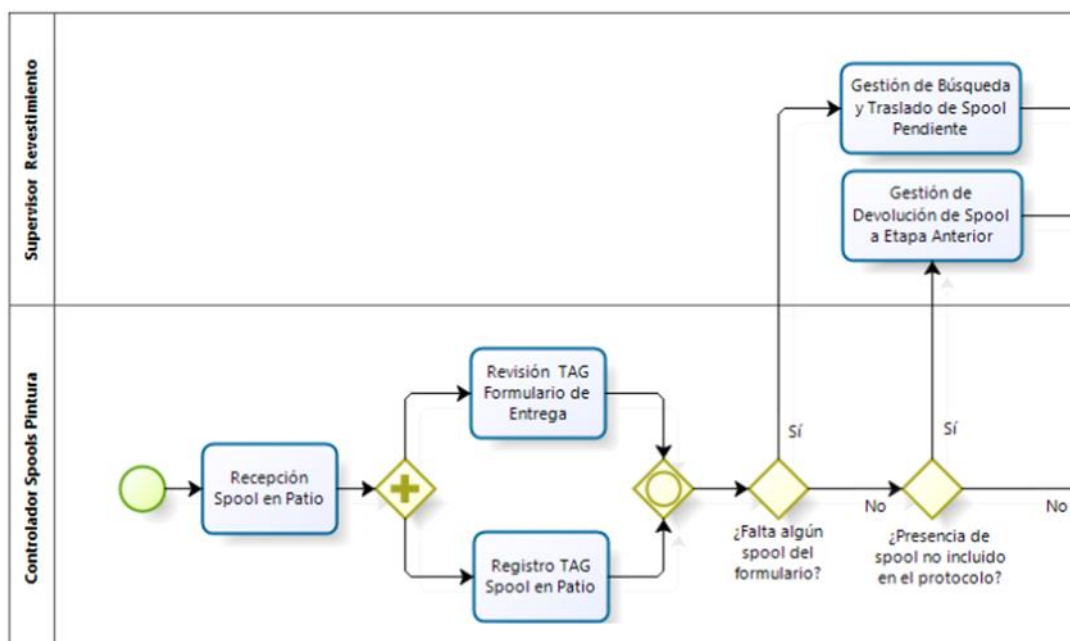 Supervisor Revestimiento
Gestión de Búsqueda
y Traslado de Spool
Pendiente
Gestión de
Devolución de Spool
a Etapa Anterior
Controlador Spools Pintura
Recepción
Spool en Patio
Revisión TAG
Formulario de
Entrega
Registro TAG
Spool en Patio
Sí
No
¿Falta algún
spool del
formulario?
Sí
No
¿Presencia de
spool no incluido
en el protocolo?